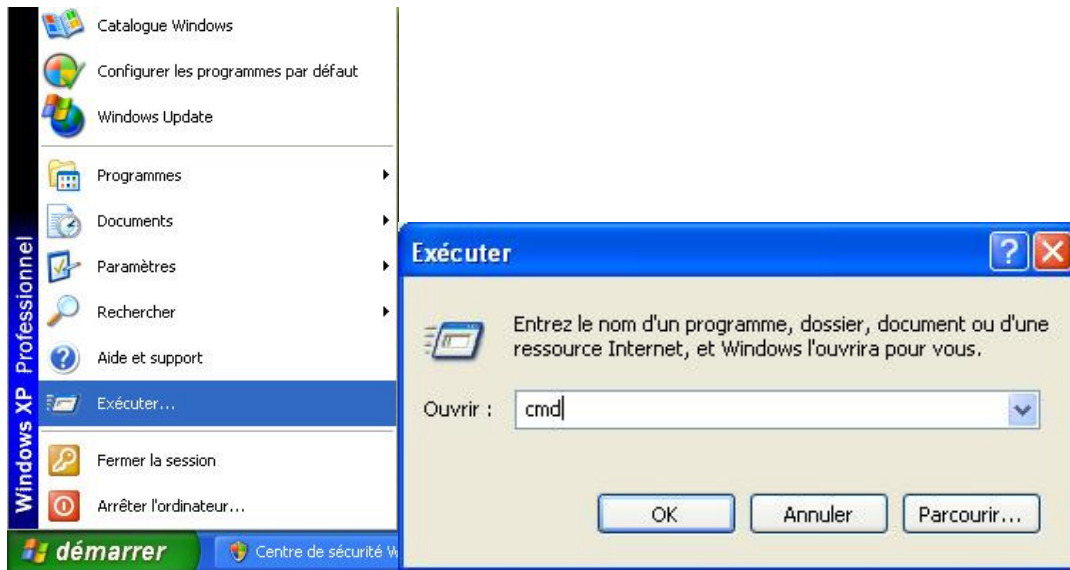 Catalogue Windows
Configurer les programmes par défaut
Windows Update
Programmes
Documents
Paramètres
Rechercher
Aide et support
Exécuter...
Fermer la session
Arrêter l'ordinateur...
Windows XP Professionnel
démarrer
Centre de sécurité W
Exécuter
Entrez le nom d'un programme, dossier, document ou d'une
ressource Internet, et Windows l'ouvrira pour vous.
Ouvrir : cmd
OK Annuler Parcourir...